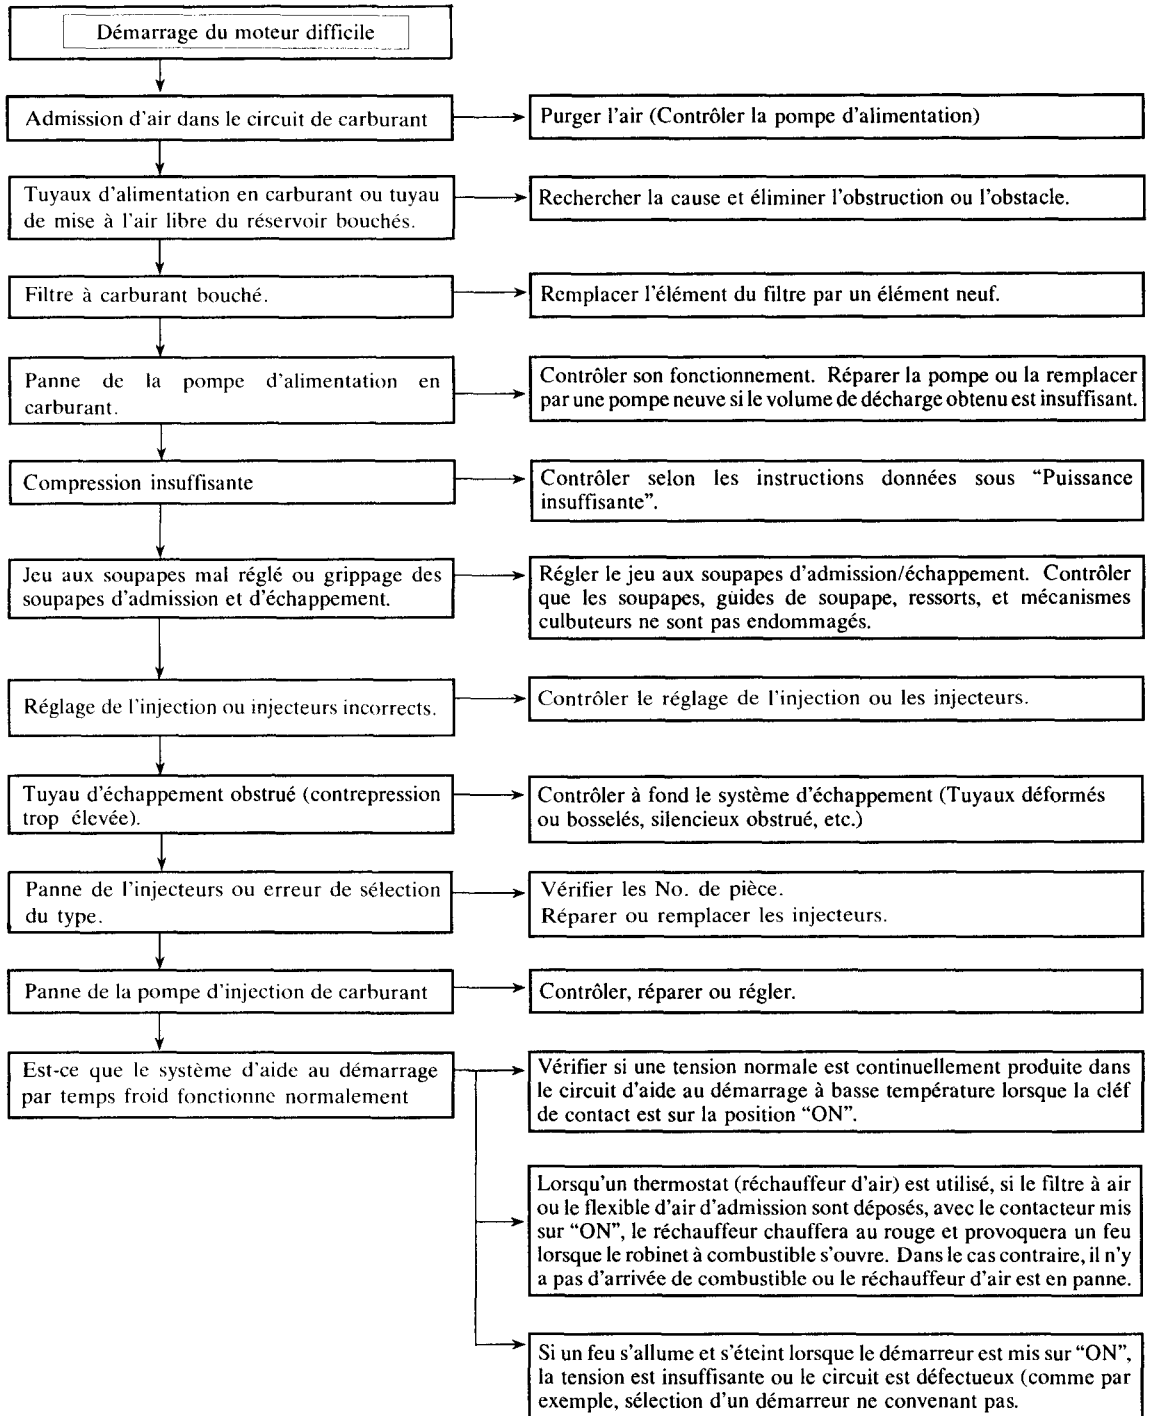 Démarrage du moteur difficile
Admission d'air dans le circuit de carburant
Purger l'air (Contrôler la pompe d'alimentation)
Tuyaux d'alimentation en carburant ou tuyau
de mise à l'air libre du réservoir bouchés.
Rechercher la cause et éliminer l'obstruction ou l'obstacle.
Filtre à carburant bouché.
Remplacer l'élément du filtre par un élément neuf.
Panne de la pompe d'alimentation en
carburant.
Contrôler son fonctionnement. Réparer la pompe ou la remplacer
par une pompe neuve si le volume de décharge obtenu est insuffisant.
Compression insuffisante
Contrôler selon les instructions données sous “Puissance
insuffisante”.
Jeu aux soupapes mal réglé ou grippage des
soupapes d'admission et d'échappement.
Régler le jeu aux soupapes d'admission/échappement. Contrôler
que les soupapes, guides de soupape, ressorts, et mécanismes
culbuteurs ne sont pas endommagés.
Réglage de l'injection ou injecteurs incorrects.
Contrôler le réglage de l'injection ou les injecteurs.
Tuyau d'échappement obstrué (contrepression
trop élevée).
Contrôler à fond le système d'échappement (Tuyaux déformés
ou bosselés, silencieux obstrué, etc.)
Panne de l'injecteurs ou erreur de sélection
du type.
Vérifier les No. de pièce.
Réparer ou remplacer les injecteurs.
Panne de la pompe d'injection de carburant
Contrôler, réparer ou régler.
Est-ce que le système d'aide au démarrage
par temps froid fonctionne normalement
Vérifier si une tension normale est continuellement produite dans
le circuit d'aide au démarrage à basse température lorsque la cléf
de contact est sur la position “ON”.
Lorsqu'un thermostat (réchauffeur d'air) est utilisé, si le filtre à air
ou le flexible d'air d'admission sont déposés, avec le contacteur mis
sur “ON”, le réchauffeur chauffera au rouge et provoquera un feu
lorsque le robinet à combustible s'ouvre. Dans le cas contraire, il n'y
a pas d'arrivée de combustible ou le réchauffeur d'air est en panne.
Si un feu s'allume et s'éteint lorsque le démarreur est mis sur “ON”,
la tension est insuffisante ou le circuit est défectueux (comme par
exemple, sélection d'un démarreur ne convenant pas.